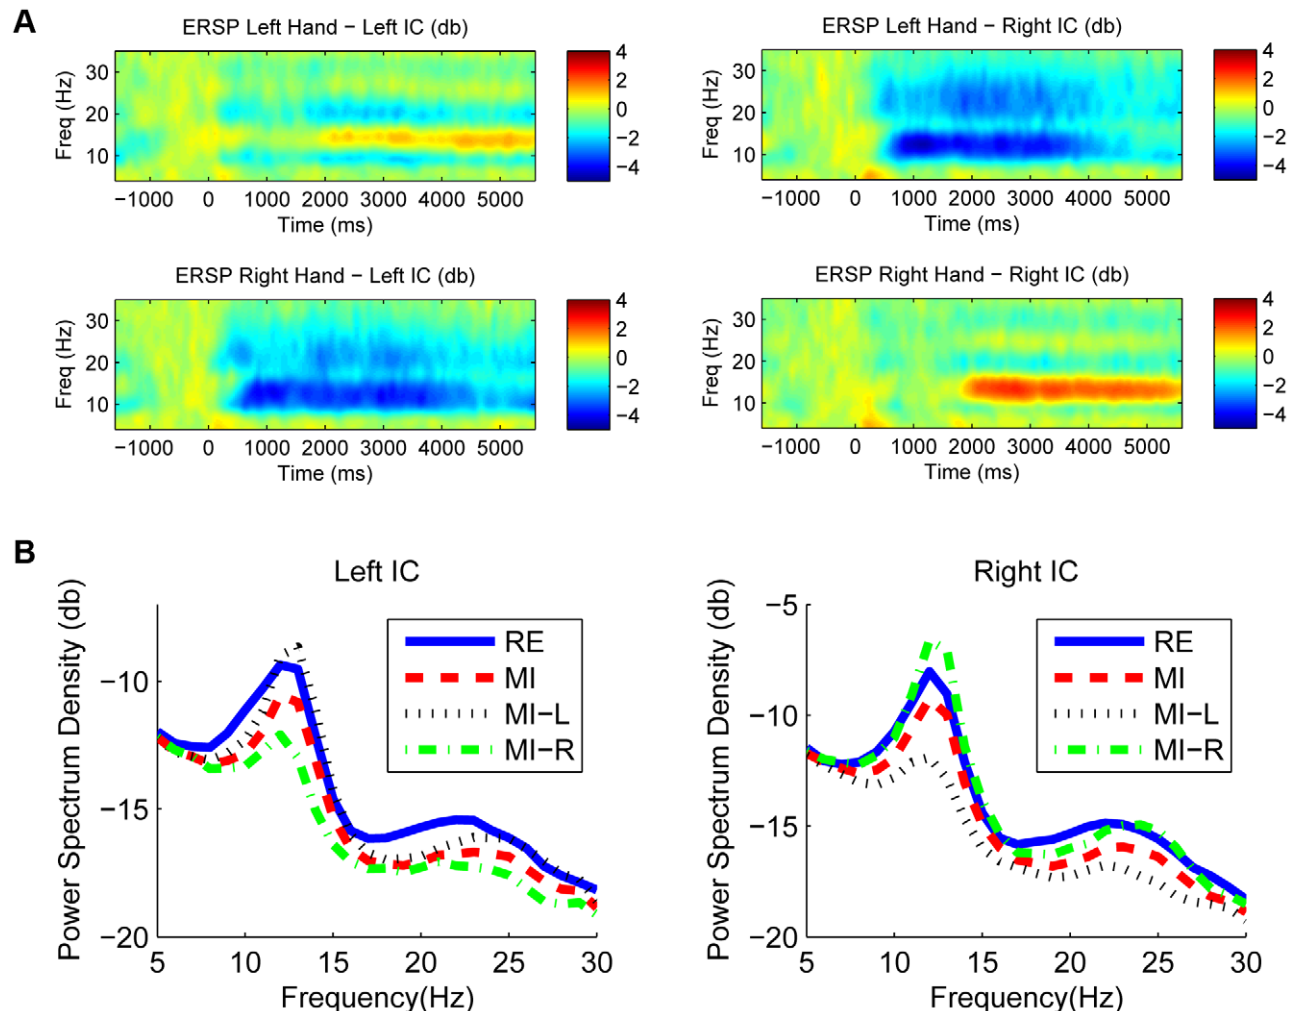 A
ERSP Left Hand − Left IC (db)
Freq (Hz)
30
20
10
−1000 0 1000 2000 3000 4000 5000
Time (ms)
4
2
0
−2
−4
ERSP Left Hand − Right IC (db)
Freq (Hz)
30
20
10
−1000 0 1000 2000 3000 4000 5000
Time (ms)
4
2
0
−2
−4
ERSP Right Hand − Left IC (db)
Freq (Hz)
30
20
10
−1000 0 1000 2000 3000 4000 5000
Time (ms)
4
2
0
−2
−4
ERSP Right Hand − Right IC (db)
Freq (Hz)
30
20
10
−1000 0 1000 2000 3000 4000 5000
Time (ms)
4
2
0
−2
−4
B
Left IC
Power Spectrum Density (db)
−10
−15
−20
5 10 15 20 25 30
Frequency(Hz)
RE
MI
MI−L
MI−R
Right IC
Power Spectrum Density (db)
−5
−10
−15
−20
5 10 15 20 25 30
Frequency(Hz)
RE
MI
MI−L
MI−R